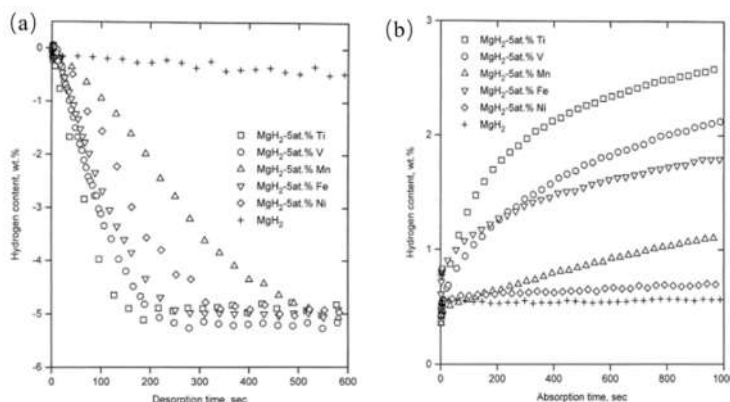 (a)
0
-1
-2
-3
-4
-5
-6
Hydrogen content, wt.%
□ MgH₂-5at.% Ti
○ MgH₂-5at.% V
△ MgH₂-5at.% Mn
▽ MgH₂-5at.% Fe
◇ MgH₂-5at.% Ni
+ MgH₂
0 100 200 300 400 500 600
Desorption time, sec.
(b)
3
2
1
0
Hydrogen content, wt.%
□ MgH₂-5at.% Ti
○ MgH₂-5at.% V
△ MgH₂-5at.% Mn
▽ MgH₂-5at.% Fe
◇ MgH₂-5at.% Ni
+ MgH₂
0 200 400 600 800 1000
Absorption time, sec.